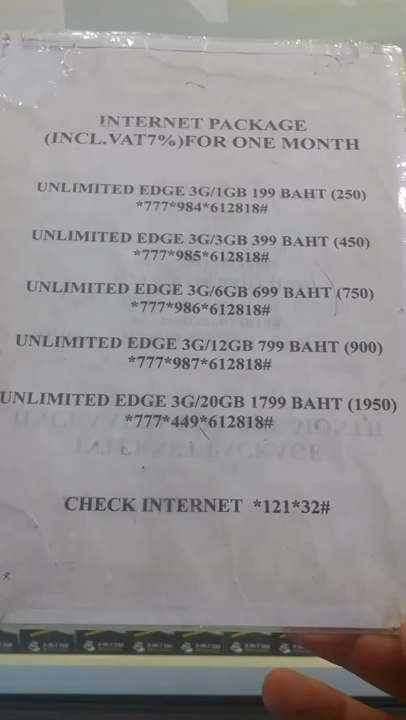 INTERNET PACKAGE
(INCL.VAT7%)FOR ONE MONTH
UNLIMITED EDGE 3G/1GB 199 BAHT (250)
*777*984*612818#
UNLIMITED EDGE 3G/3GB 399 BAHT (450)
*777*985*612818#
UNLIMITED EDGE 3G/6GB 699 BAHT (750)
*777*986*612818#
UNLIMITED EDGE 3G/12GB 799 BAHT (900)
*777*987*612818#
UNLIMITED EDGE 3G/20GB 1799 BAHT (1950)
*777*449*612818#
CHECK INTERNET *121*32#